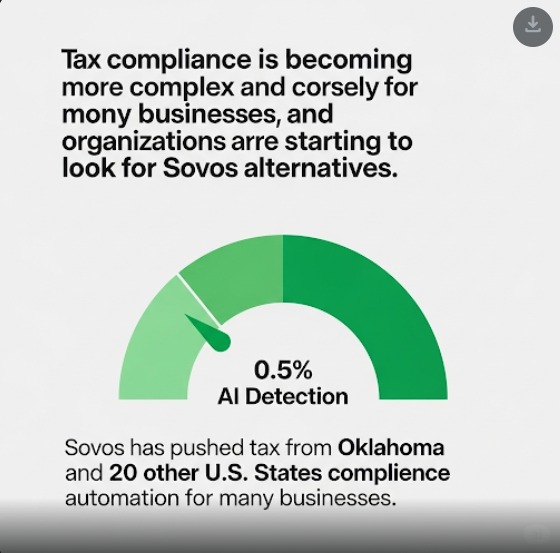 Tax compliance is becoming
more complex and corsely for
mony businesses, and
organizations arre starting to
look for Sovos alternatives.
0.5%
AI Detection
Sovos has pushed tax from Oklahoma
and 20 other U.S. States complience
automation for many businesses.